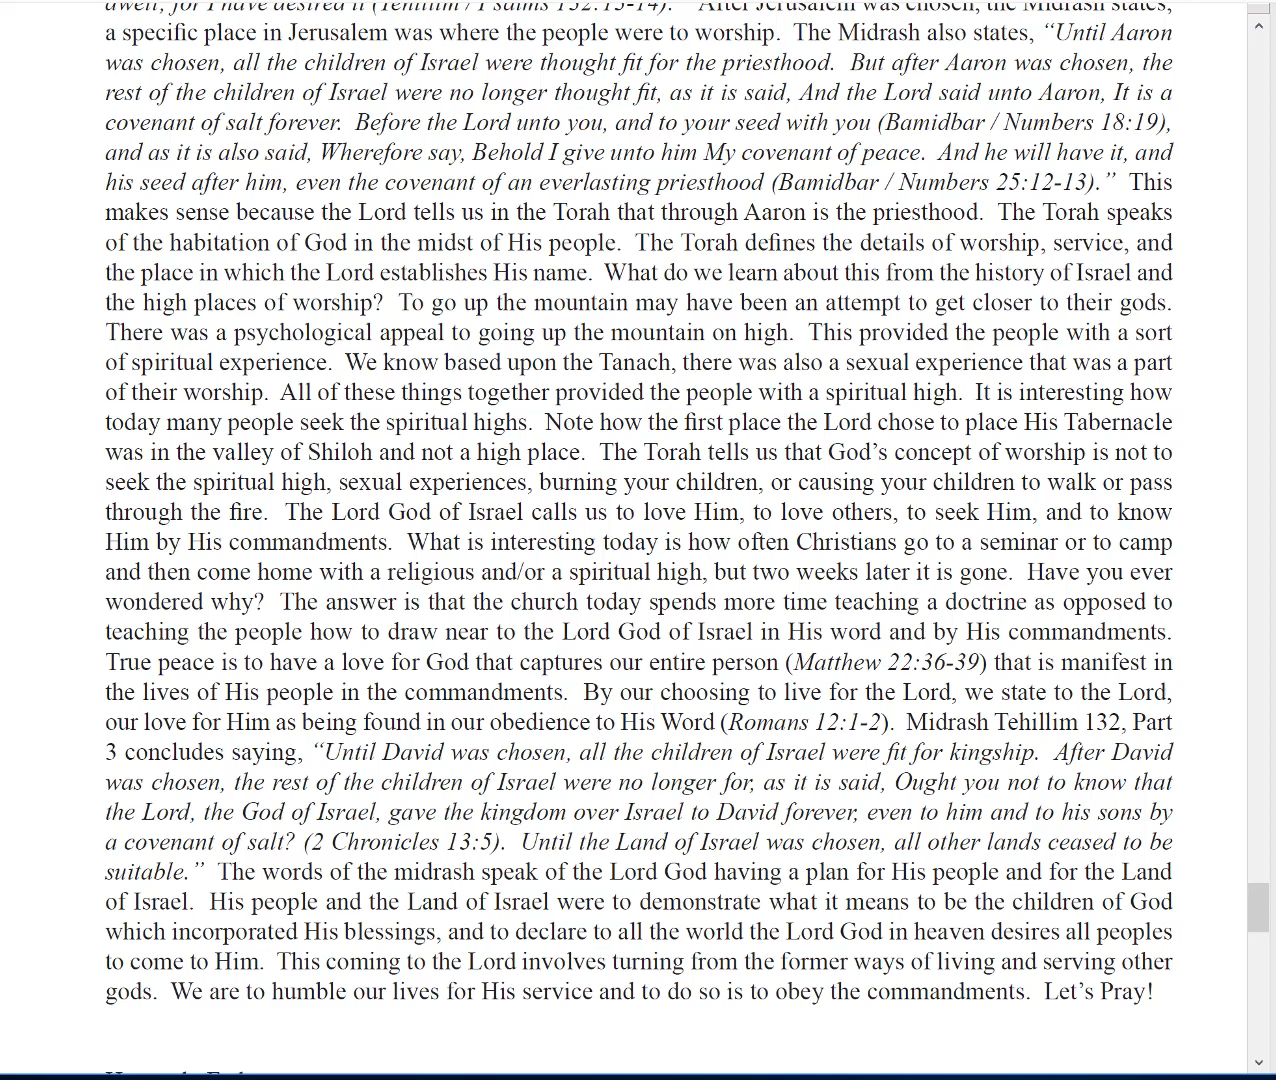 dwell, for I have desired it (Tehillim / Psalms 132:13-14).” After Jerusalem was chosen, the Midrash states,
a specific place in Jerusalem was where the people were to worship. The Midrash also states, “Until Aaron
was chosen, all the children of Israel were thought fit for the priesthood. But after Aaron was chosen, the
rest of the children of Israel were no longer thought fit, as it is said, And the Lord said unto Aaron, It is a
covenant of salt forever. Before the Lord unto you, and to your seed with you (Bamidbar / Numbers 18:19),
and as it is also said, Wherefore say, Behold I give unto him My covenant of peace. And he will have it, and
his seed after him, even the covenant of an everlasting priesthood (Bamidbar / Numbers 25:12-13).” This
makes sense because the Lord tells us in the Torah that through Aaron is the priesthood. The Torah speaks
of the habitation of God in the midst of His people. The Torah defines the details of worship, service, and
the place in which the Lord establishes His name. What do we learn about this from the history of Israel and
the high places of worship? To go up the mountain may have been an attempt to get closer to their gods.
There was a psychological appeal to going up the mountain on high. This provided the people with a sort
of spiritual experience. We know based upon the Tanach, there was also a sexual experience that was a part
of their worship. All of these things together provided the people with a spiritual high. It is interesting how
today many people seek the spiritual highs. Note how the first place the Lord chose to place His Tabernacle
was in the valley of Shiloh and not a high place. The Torah tells us that God’s concept of worship is not to
seek the spiritual high, sexual experiences, burning your children, or causing your children to walk or pass
through the fire. The Lord God of Israel calls us to love Him, to love others, to seek Him, and to know
Him by His commandments. What is interesting today is how often Christians go to a seminar or to camp
and then come home with a religious and/or a spiritual high, but two weeks later it is gone. Have you ever
wondered why? The answer is that the church today spends more time teaching a doctrine as opposed to
teaching the people how to draw near to the Lord God of Israel in His word and by His commandments.
True peace is to have a love for God that captures our entire person (Matthew 22:36-39) that is manifest in
the lives of His people in the commandments. By our choosing to live for the Lord, we state to the Lord,
our love for Him as being found in our obedience to His Word (Romans 12:1-2). Midrash Tehillim 132, Part
3 concludes saying, “Until David was chosen, all the children of Israel were fit for kingship. After David
was chosen, the rest of the children of Israel were no longer for, as it is said, Ought you not to know that
the Lord, the God of Israel, gave the kingdom over Israel to David forever, even to him and to his sons by
a covenant of salt? (2 Chronicles 13:5). Until the Land of Israel was chosen, all other lands ceased to be
suitable.” The words of the midrash speak of the Lord God having a plan for His people and for the Land
of Israel. His people and the Land of Israel were to demonstrate what it means to be the children of God
which incorporated His blessings, and to declare to all the world the Lord God in heaven desires all peoples
to come to Him. This coming to the Lord involves turning from the former ways of living and serving other
gods. We are to humble our lives for His service and to do so is to obey the commandments. Let’s Pray!